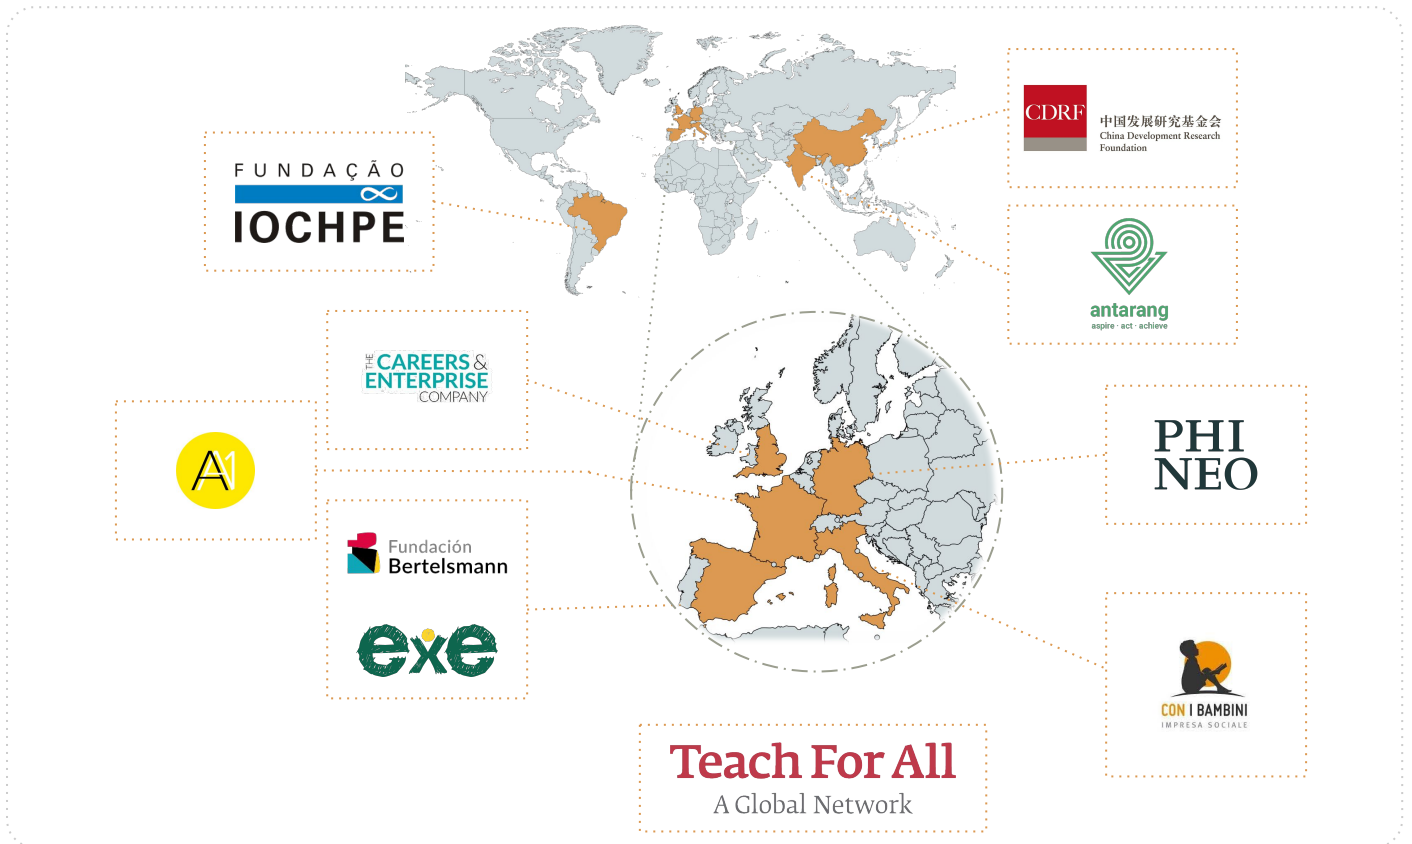 FUNDAÇÃO
IOCHPE
CDRF
中国发展研究基金会
China Development Research
Foundation
antarang
aspire · act · achieve
THE
CAREERS &
ENTERPRISE
COMPANY
A1
Fundación
Bertelsmann
exe
PHI
NEO
CON I BAMBINI
IMPRESA SOCIALE
Teach For All
A Global Network